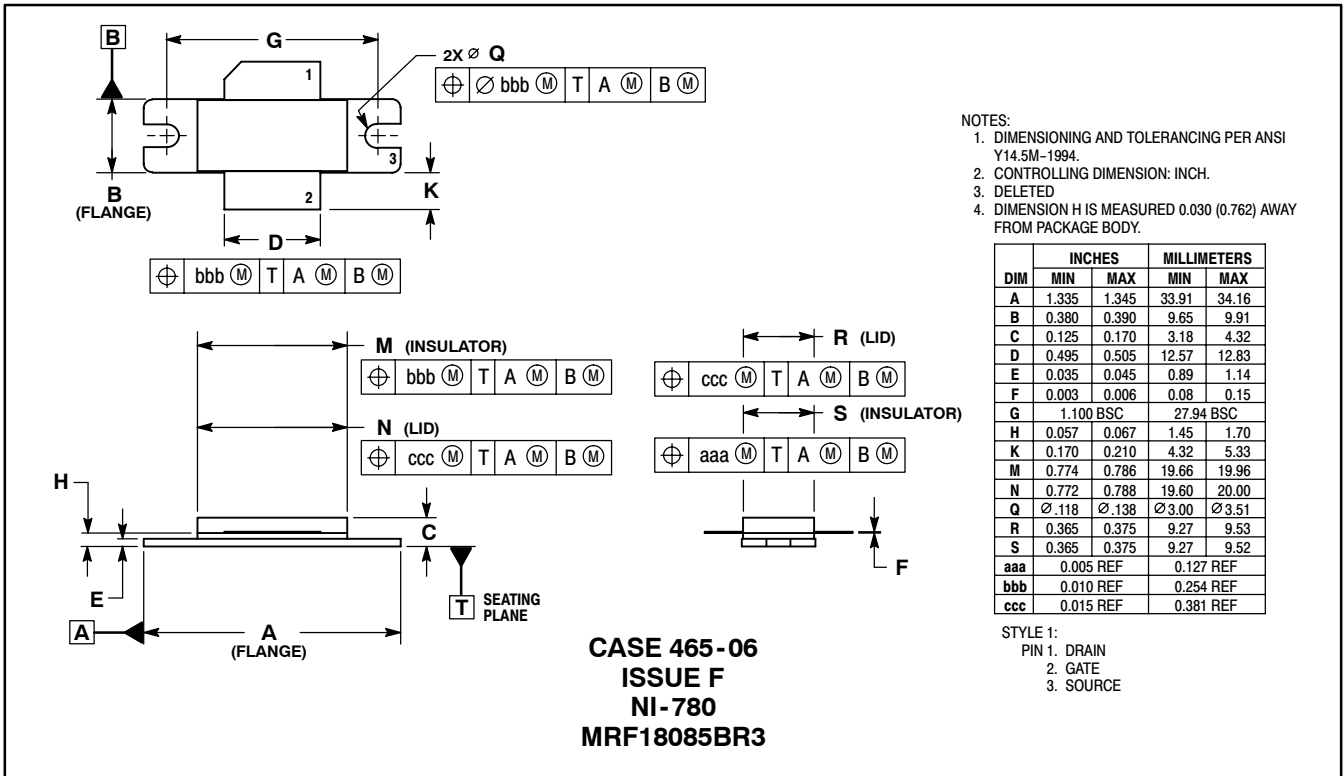 B
G
2X ⌀ Q
⌖ ⌀ bbb Ⓜ T A Ⓜ B Ⓜ
1
3
B
(FLANGE)
K
2
D
⌖ bbb Ⓜ T A Ⓜ B Ⓜ
M (INSULATOR)
⌖ bbb Ⓜ T A Ⓜ B Ⓜ
N (LID)
⌖ ccc Ⓜ T A Ⓜ B Ⓜ
R (LID)
⌖ ccc Ⓜ T A Ⓜ B Ⓜ
S (INSULATOR)
⌖ aaa Ⓜ T A Ⓜ B Ⓜ
H
C
F
E
T SEATING
PLANE
A
A
(FLANGE)
CASE 465-06
ISSUE F
NI-780
MRF18085BR3
NOTES:
1. DIMENSIONING AND TOLERANCING PER ANSI
Y14.5M-1994.
2. CONTROLLING DIMENSION: INCH.
3. DELETED
4. DIMENSION H IS MEASURED 0.030 (0.762) AWAY
FROM PACKAGE BODY.
INCHES MILLIMETERS
DIM MIN MAX MIN MAX
A 1.335 1.345 33.91 34.16
B 0.380 0.390 9.65 9.91
C 0.125 0.170 3.18 4.32
D 0.495 0.505 12.57 12.83
E 0.035 0.045 0.89 1.14
F 0.003 0.006 0.08 0.15
G 1.100 BSC 27.94 BSC
H 0.057 0.067 1.45 1.70
K 0.170 0.210 4.32 5.33
M 0.774 0.786 19.66 19.96
N 0.772 0.788 19.60 20.00
Q ⌀.118 ⌀.138 ⌀3.00 ⌀3.51
R 0.365 0.375 9.27 9.53
S 0.365 0.375 9.27 9.52
aaa 0.005 REF 0.127 REF
bbb 0.010 REF 0.254 REF
ccc 0.015 REF 0.381 REF
STYLE 1:
PIN 1. DRAIN
2. GATE
3. SOURCE